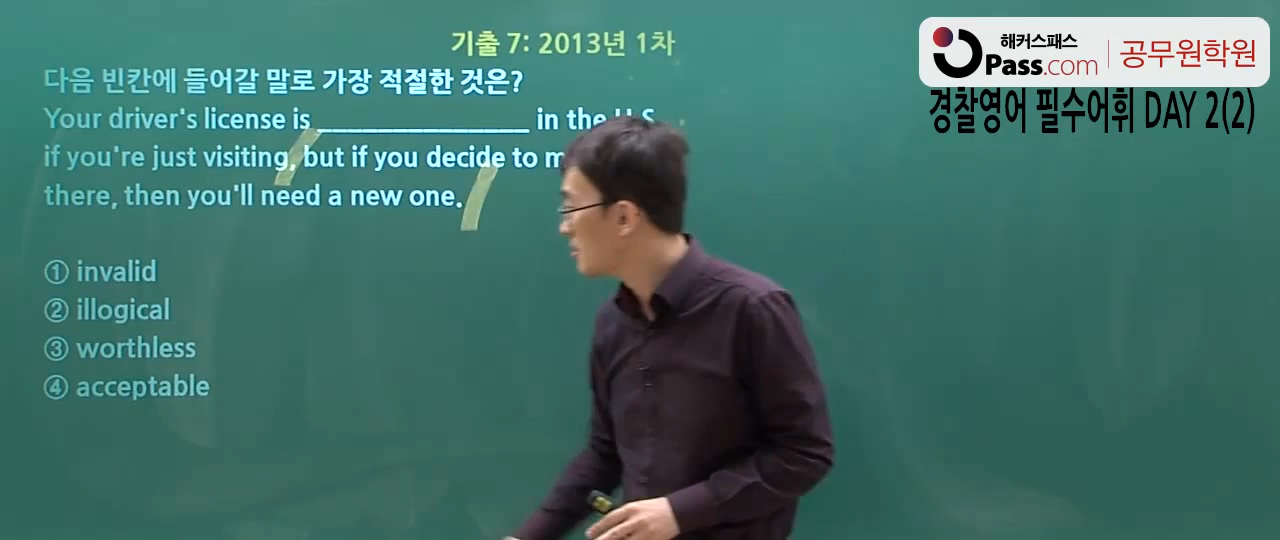 기출 7: 2013년 1차
다음 빈칸에 들어갈 말로 가장 적절한 것은?
Your driver's license is ________________ in the U.S.
if you're just visiting, but if you decide to
there, then you'll need a new one.
① invalid
② illogical
③ worthless
④ acceptable
해커스패스
Pass.com
공무원학원
경찰영어 필수어휘 DAY 2(2)